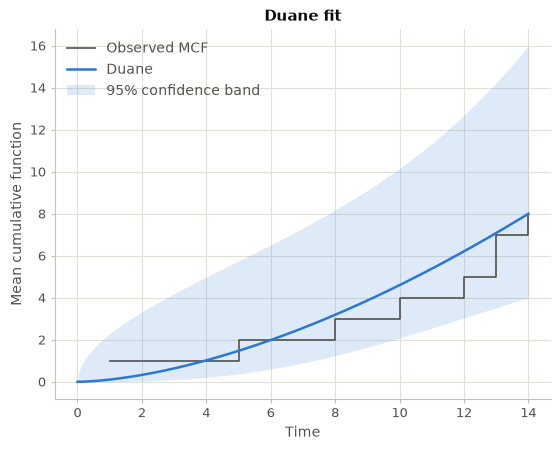 Duane fit
Observed MCF
Duane
95% confidence band
Mean cumulative function
16
14
12
10
8
6
4
2
0
0 2 4 6 8 10 12 14
Time